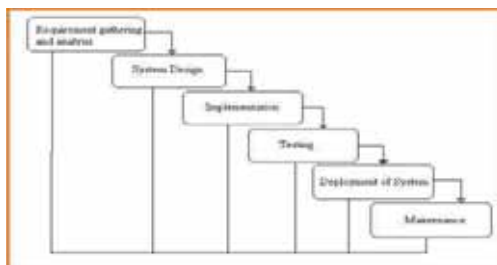 Requirement gathering
and analysis
System Design
Implementation
Testing
Deployment of System
Maintenance